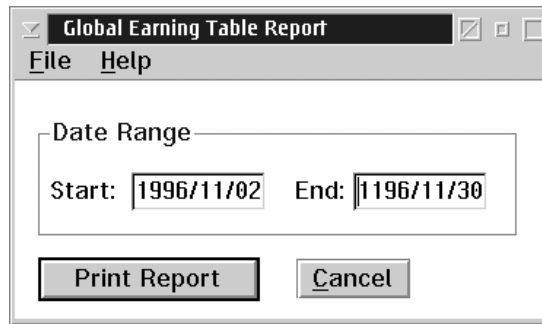 Global Earning Table Report
File Help
Date Range
Start: 1996/11/02 End: 1196/11/30
Print Report Cancel